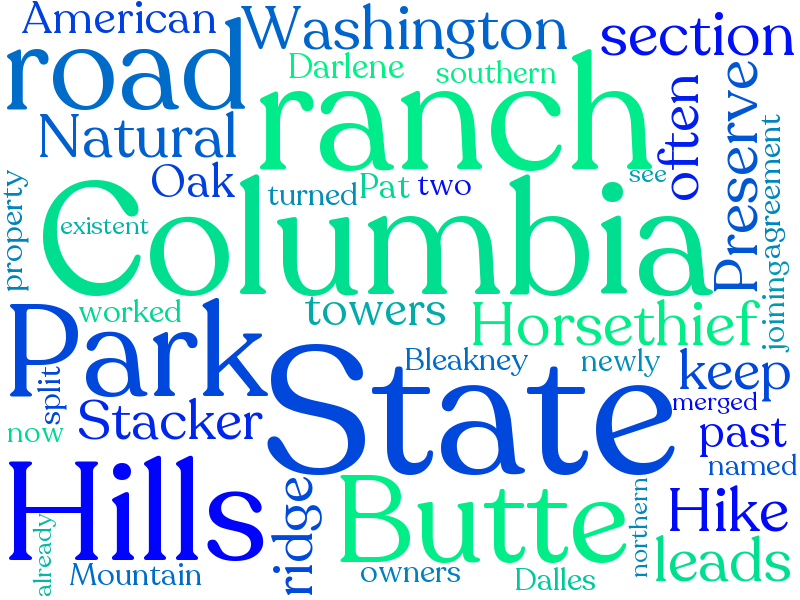 American
Washington
section
road
Darlene
southern
ranch
Natural
often
Preserve
Oak
turned
Pat
two
see
agreement
property
existent
Columbia
joining
worked
towers
Horsethief
Park
State
Bleakney
newly
keep
split
merged
now
Stacker
past
named
Hills
ridge
Butte
northern
Hike
leads
already
Mountain
owners
Dalles